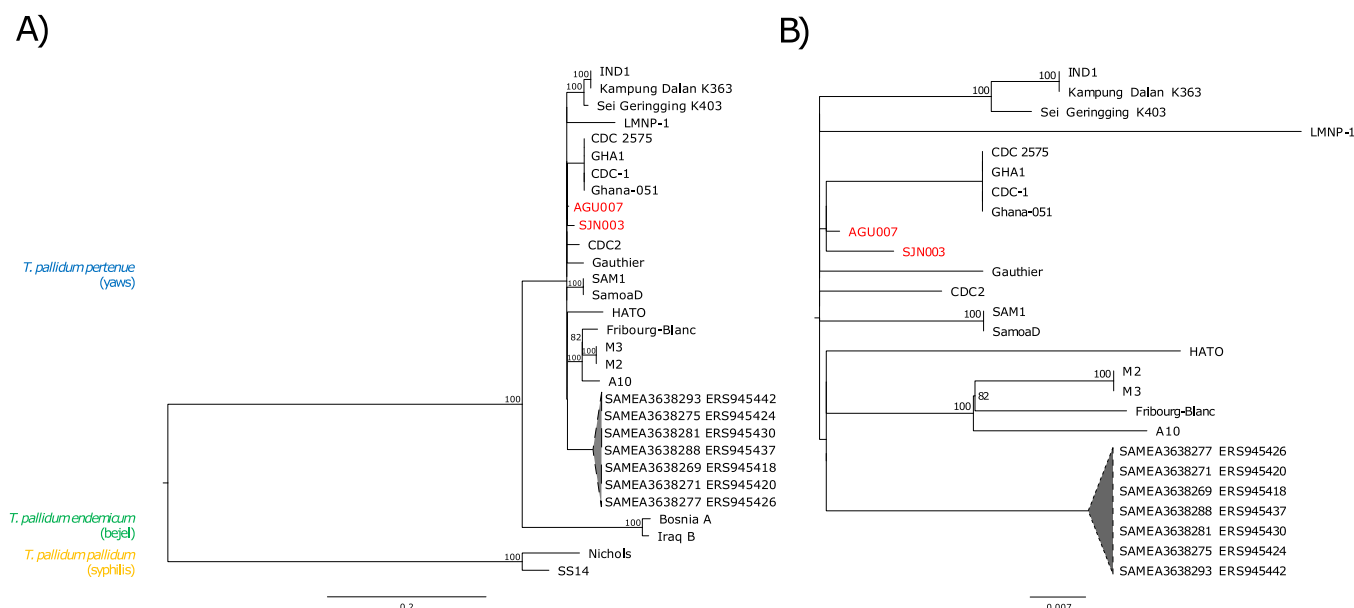 A)
100
IND1
Kampung Dalan K363
100
Sei Geringging K403
LMNP-1
CDC 2575
GHA1
100
CDC-1
Ghana-051
AGU007
SJN003
CDC2
Gauthier
SAM1
100
SamoaD
HATO
Fribourg-Blanc
82
M3
100
100
M2
A10
SAMEA3638293 ERS945442
SAMEA3638275 ERS945424
SAMEA3638281 ERS945430
SAMEA3638288 ERS945437
SAMEA3638269 ERS945418
SAMEA3638271 ERS945420
SAMEA3638277 ERS945426
100
Bosnia A
100
Iraq B
Nichols
100
SS14
T. pallidum pertenue
(yaws)
T. pallidum endemicum
(bejel)
T. pallidum pallidum
(syphilis)
0.2
B)
IND1
100
Kampung Dalan K363
100
Sei Geringging K403
LMNP-1
CDC 2575
GHA1
100
CDC-1
Ghana-051
AGU007
SJN003
Gauthier
CDC2
SAM1
100
SamoaD
HATO
M2
100
M3
82
100
Fribourg-Blanc
A10
SAMEA3638277 ERS945426
SAMEA3638271 ERS945420
SAMEA3638269 ERS945418
SAMEA3638288 ERS945437
SAMEA3638281 ERS945430
SAMEA3638275 ERS945424
SAMEA3638293 ERS945442
0.007